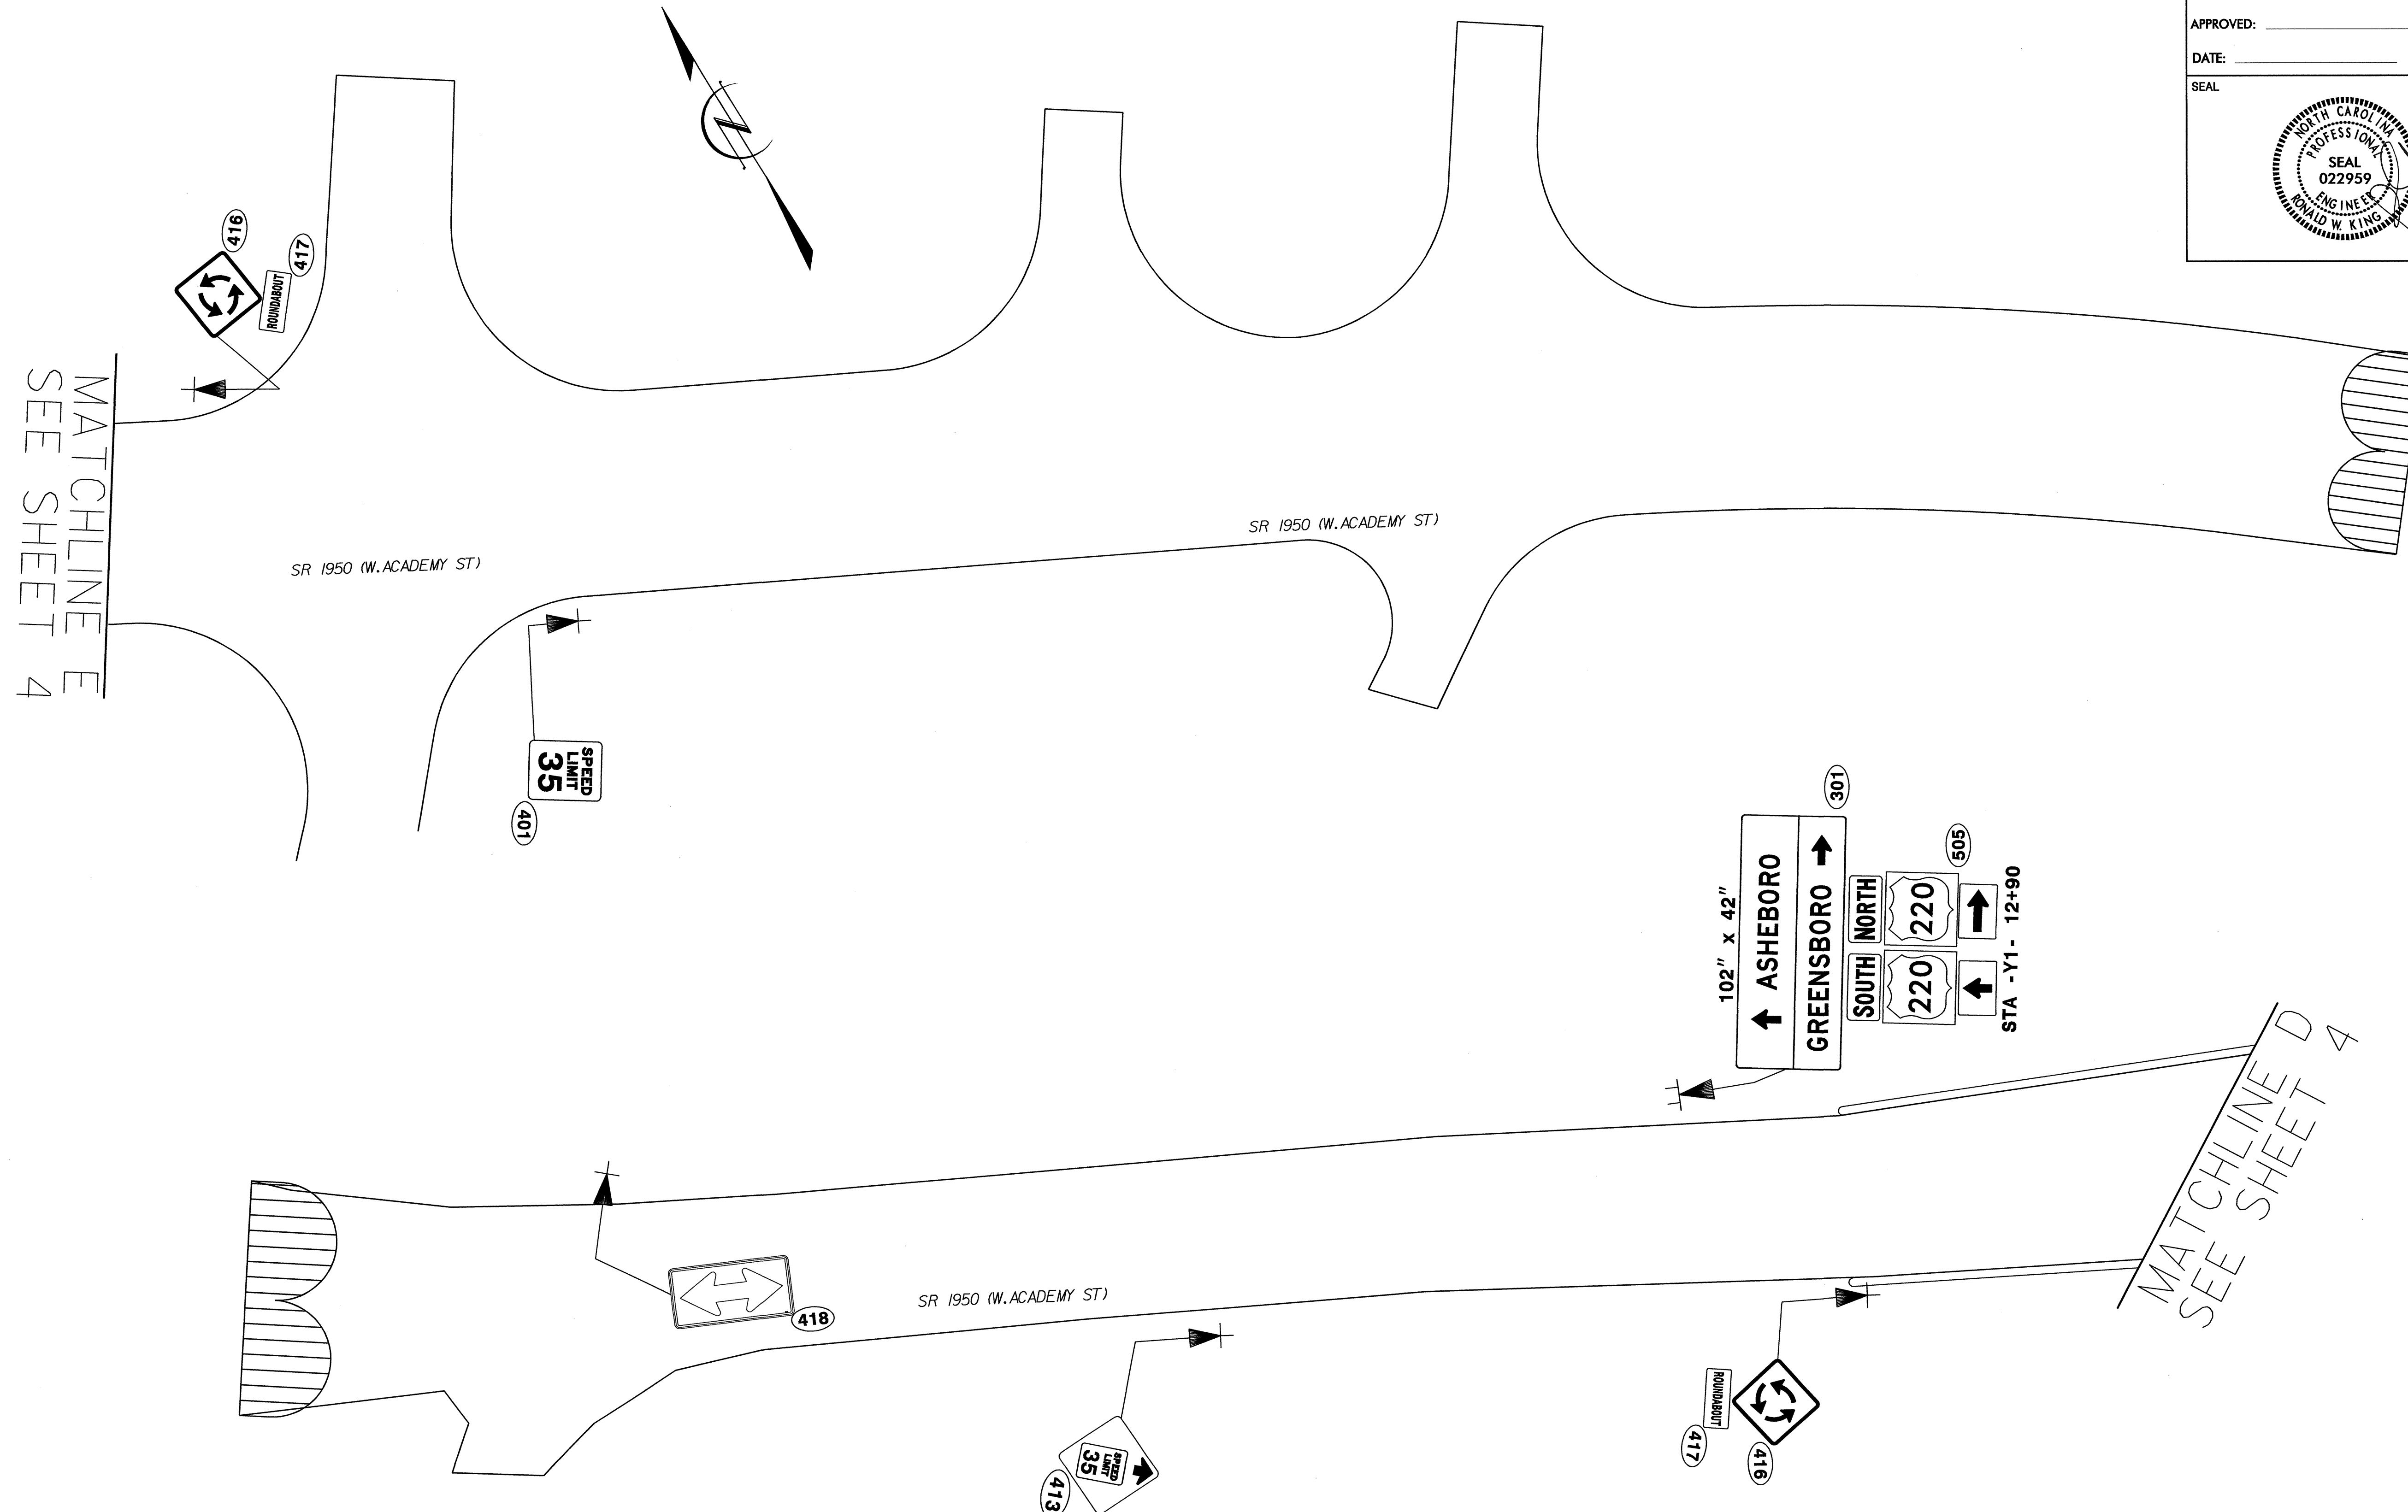 APPROVED:
DATE:
SEAL
NORTH CAROLINA
PROFESSIONAL
SEAL
022959
ENGINEER
RONALD W. KING
416
417
ROUNDABOUT
MATCHLINE E
SEE SHEET 4
SR 1950 (W.ACADEMY ST)
SR 1950 (W.ACADEMY ST)
SPEED
LIMIT
35
401
301
102" x 42"
ASHEBORO
GREENSBORO
505
NORTH
220
SOUTH
220
STA -Y1- 12+90
MATCHLINE D
SEE SHEET 4
418
SR 1950 (W.ACADEMY ST)
SPEED
LIMIT
35
413
ROUNDABOUT
417
416